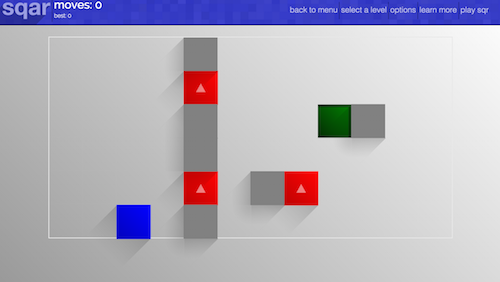 sqar moves: 0
best: 0
back to menu select a level options learn more play sqr